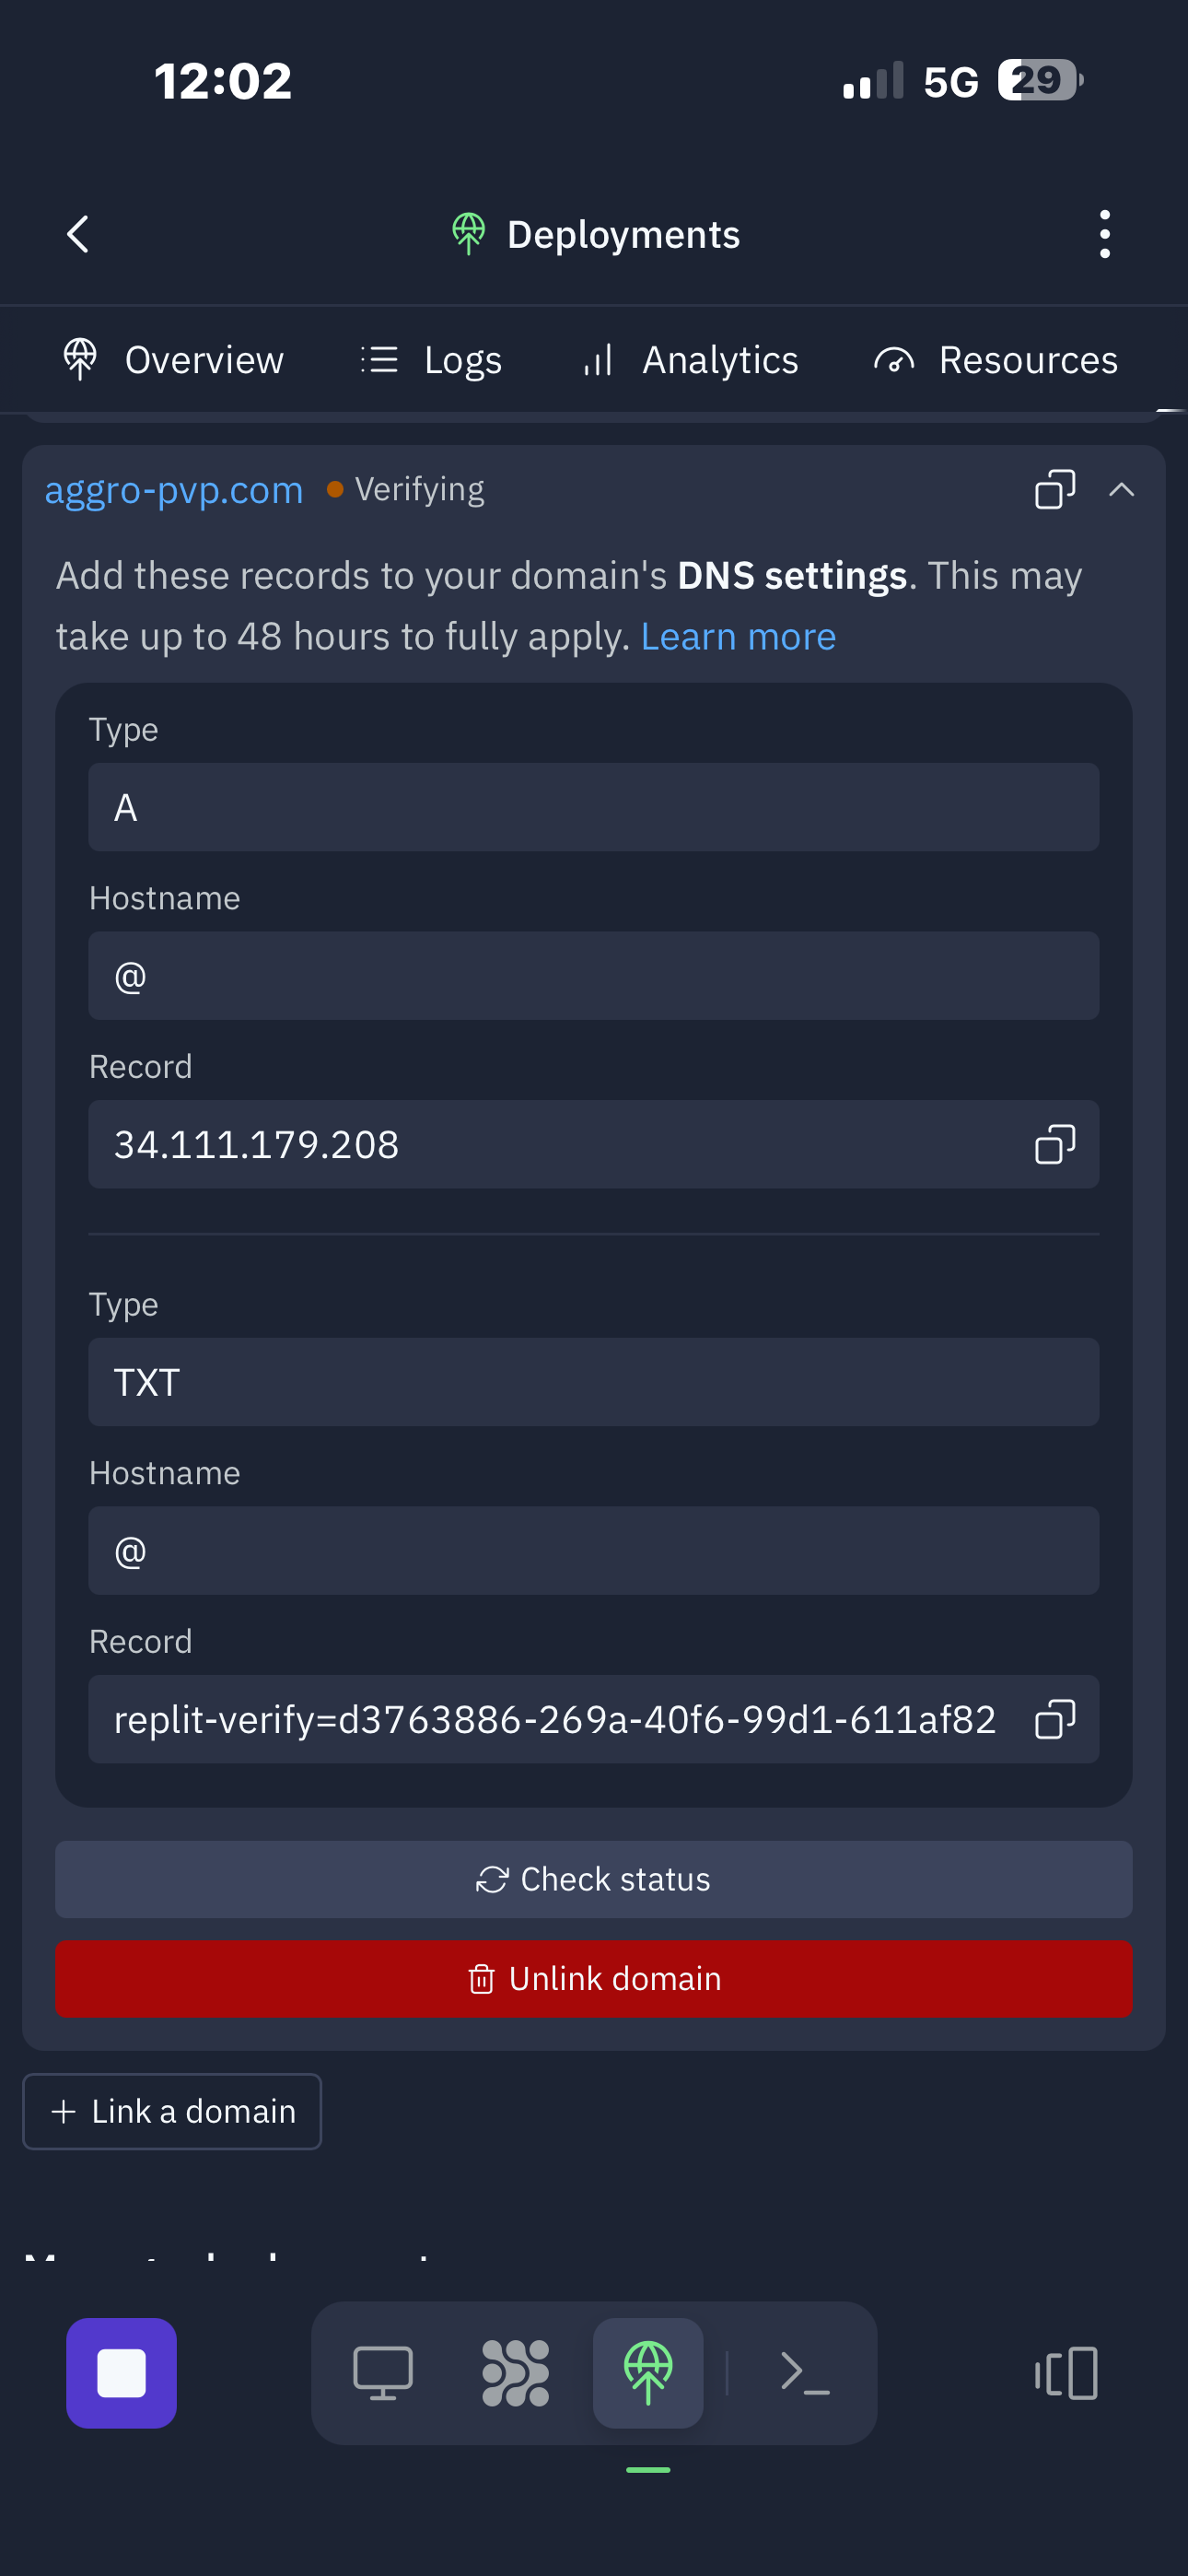 12:02
5G 29
Deployments
Overview Logs Analytics Resources
aggro-pvp.com Verifying
Add these records to your domain's DNS settings. This may
take up to 48 hours to fully apply. Learn more
Type
A
Hostname
@
Record
34.111.179.208
Type
TXT
Hostname
@
Record
replit-verify=d3763886-269a-40f6-99d1-611af82
Check status
Unlink domain
+ Link a domain